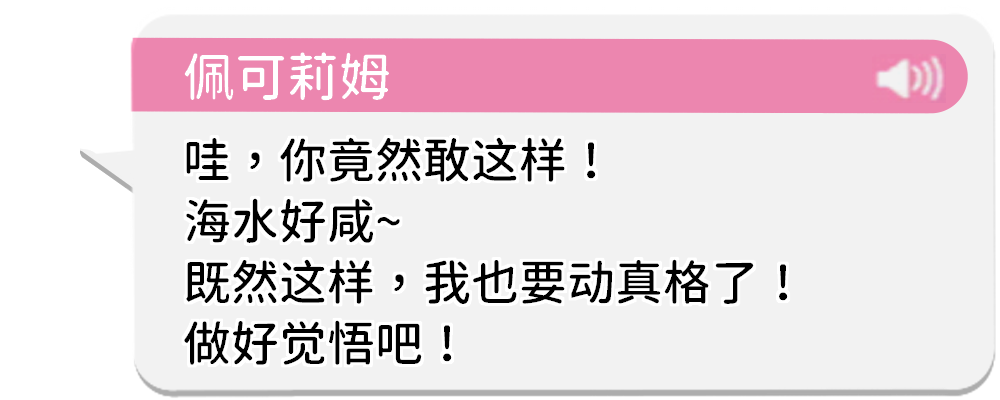 佩可莉姆
哇，你竟然敢这样！
海水好咸~
既然这样，我也要动真格了！
做好觉悟吧！